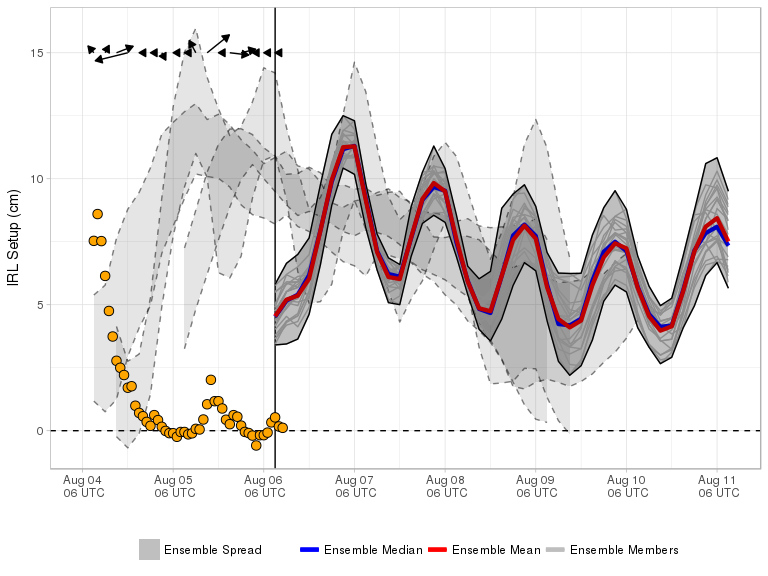 IRL Setup (cm)
15
10
5
0
Aug 04 Aug 05 Aug 06 Aug 07 Aug 08 Aug 09 Aug 10 Aug 11
06 UTC 06 UTC 06 UTC 06 UTC 06 UTC 06 UTC 06 UTC 06 UTC
Ensemble Spread Ensemble Median Ensemble Mean Ensemble Members